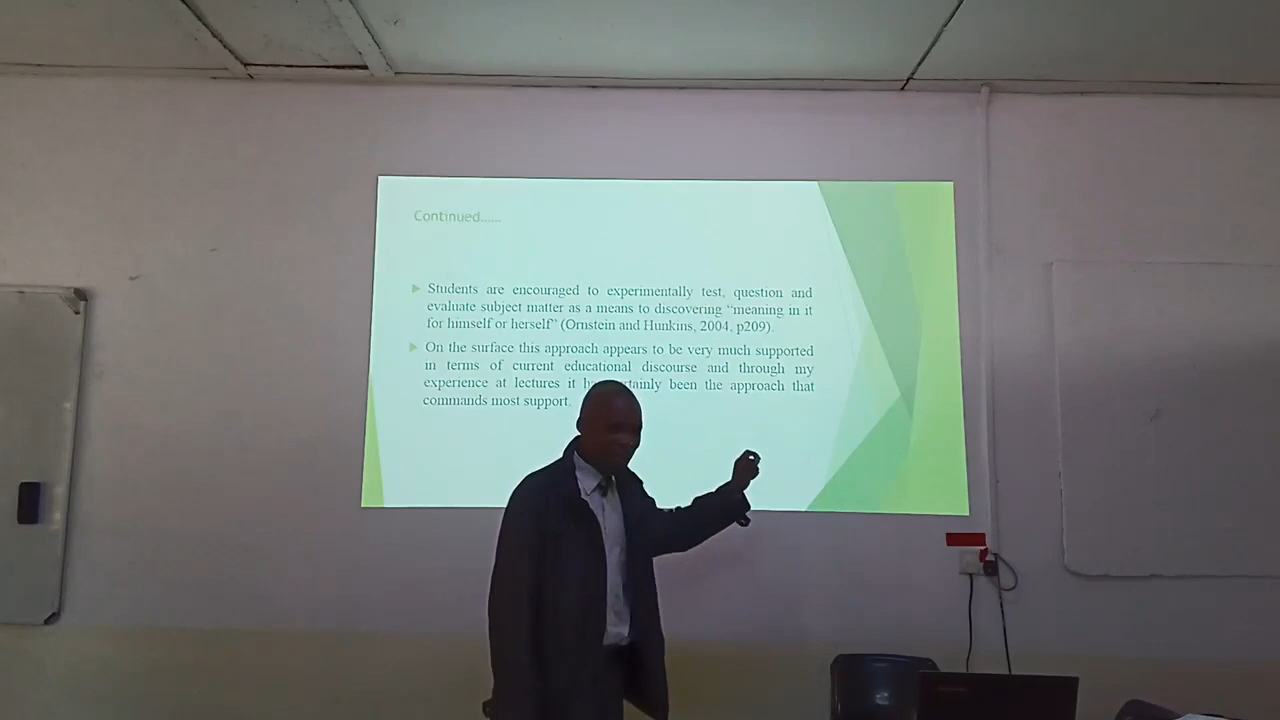 Continued......
Students are encouraged to experimentally test, question and
evaluate subject matter as a means to discovering “meaning in it
for himself or herself” (Ornstein and Hunkins, 2004, p209).
On the surface this approach appears to be very much supported
in terms of current educational discourse and through my
experience at lectures it been the approach that
commands most support.